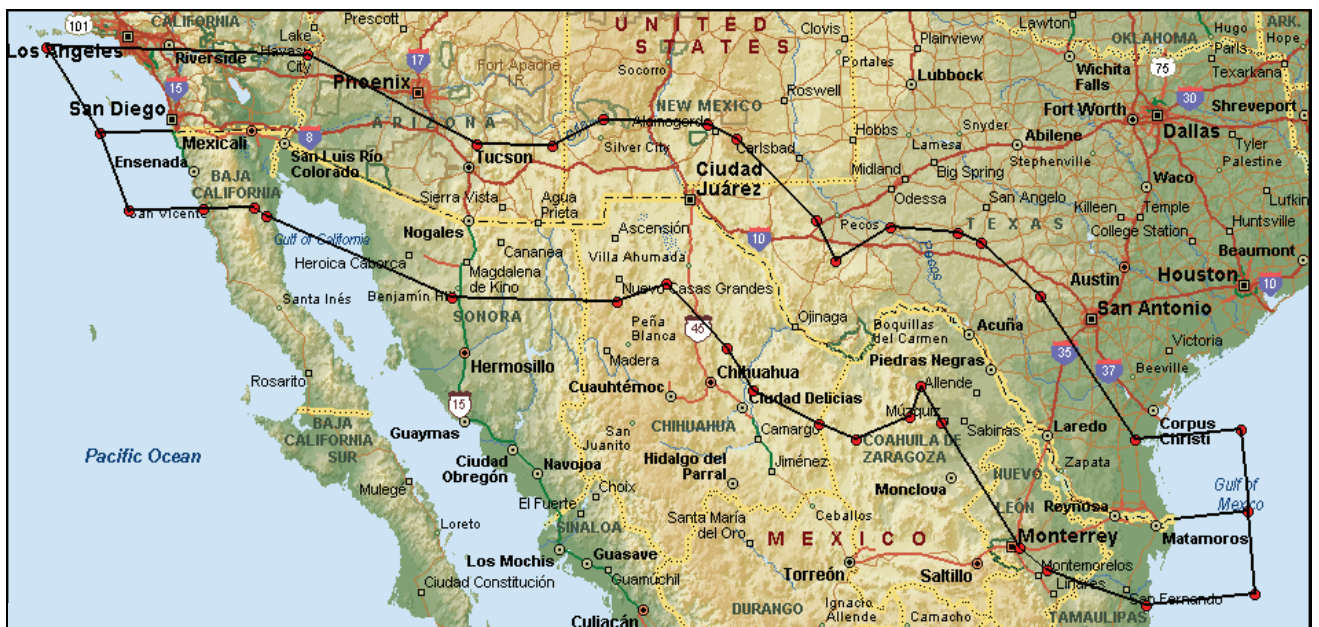 101
CALIFORNIA
Prescott
UNITED
STATES
Clovis
Lawton
Hugo
ARK.
Hope
Lake
Havasu
City
Los Angeles
Riverside
17
Fort Apache
I.R.
Socorro
Portales
Plainview
OKLAHOMA
Paris
Texarkana
Phoenix
Lubbock
Wichita
Falls
75
15
Roswell
NEW MEXICO
San Diego
ARIZONA
Alamogordo
Hobbs
Snyder
Fort Worth
30
Shreveport
Dallas
Mexicali
8
Gila
Silver City
Carlsbad
Lamesa
Abilene
Tyler
Ensenada
San Luis Río
Colorado
Tucson
Midland
Big Spring
Stephenville
Palestine
BAJA
CALIFORNIA
Sierra Vista
Agua
Prieta
Ciudad
Juárez
Odessa
San Angelo
Waco
Killeen
Temple
Lufkin
San Vicent
Nogales
Ascensión
Pecos
TEXAS
College Station
Huntsville
Gulf of California
Cananea
10
Pecos
Beaumont
Heroica Caborca
Villa Ahumada
Austin
Houston
Magdalena
de Kino
Nuevo Casas Grandes
10
Santa Inés
Benjamín Hill
SONORA
Peña
Blanca
45
Ojinaga
Boquillas
del Carmen
Acuña
San Antonio
Hermosillo
Madera
Chihuahua
Piedras Negras
35
Victoria
Rosarito
Cuauhtémoc
Ciudad Delicias
Allende
37
Beeville
15
BAJA
CALIFORNIA
SUR
Guaymas
San
Juanito
CHIHUAHUA
Camargo
Múzquiz
Sabinas
Laredo
Corpus
Christi
Pacific Ocean
Ciudad
Obregón
Navojoa
Hidalgo del
Parral
Jiménez
COAHUILA DE
ZARAGOZA
Zapata
Mulegé
El Fuerte
Choix
Monclova
NUEVO
LEÓN
Gulf of
Mexico
Loreto
SINALOA
Santa María
del Oro
Ceballos
Reynosa
Matamoros
MEXICO
Los Mochis
Guasave
Guamúchil
Monterrey
Ciudad Constitución
Torreón
Saltillo
Montemorelos
Linares
San Fernando
Culiacán
DURANGO
Ignacio
Allende
Camacho
TAMAULIPAS